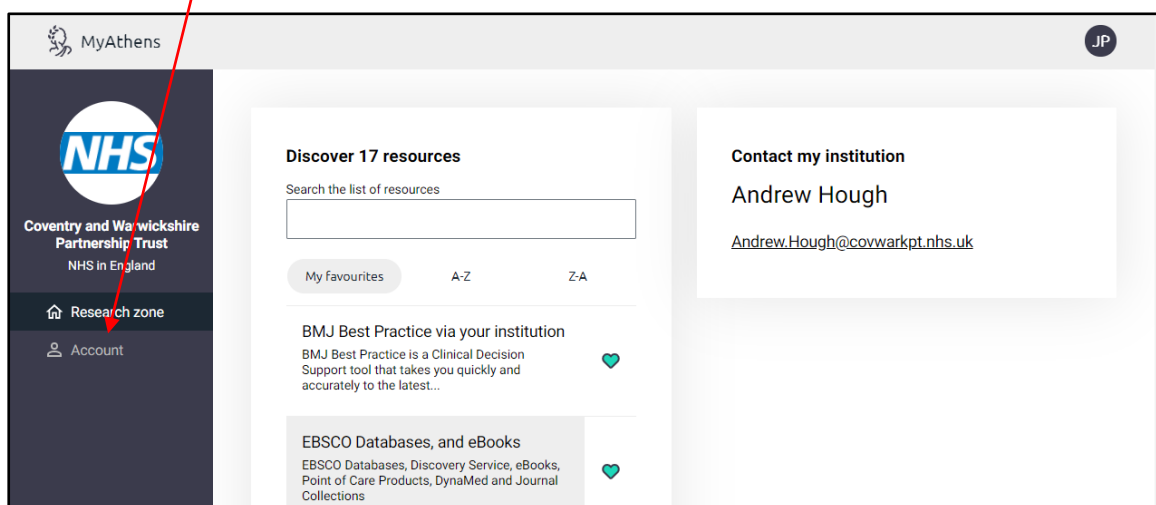 MyAthens
JP
NHS
Coventry and Warwickshire
Partnership Trust
NHS in England
Research zone
Account
Discover 17 resources
Search the list of resources
My favourites A-Z Z-A
BMJ Best Practice via your institution
BMJ Best Practice is a Clinical Decision
Support tool that takes you quickly and
accurately to the latest...
EBSCO Databases, and eBooks
EBSCO Databases, Discovery Service, eBooks,
Point of Care Products, DynaMed and Journal
Collections
Contact my institution
Andrew Hough
Andrew.Hough@covwarkpt.nhs.uk